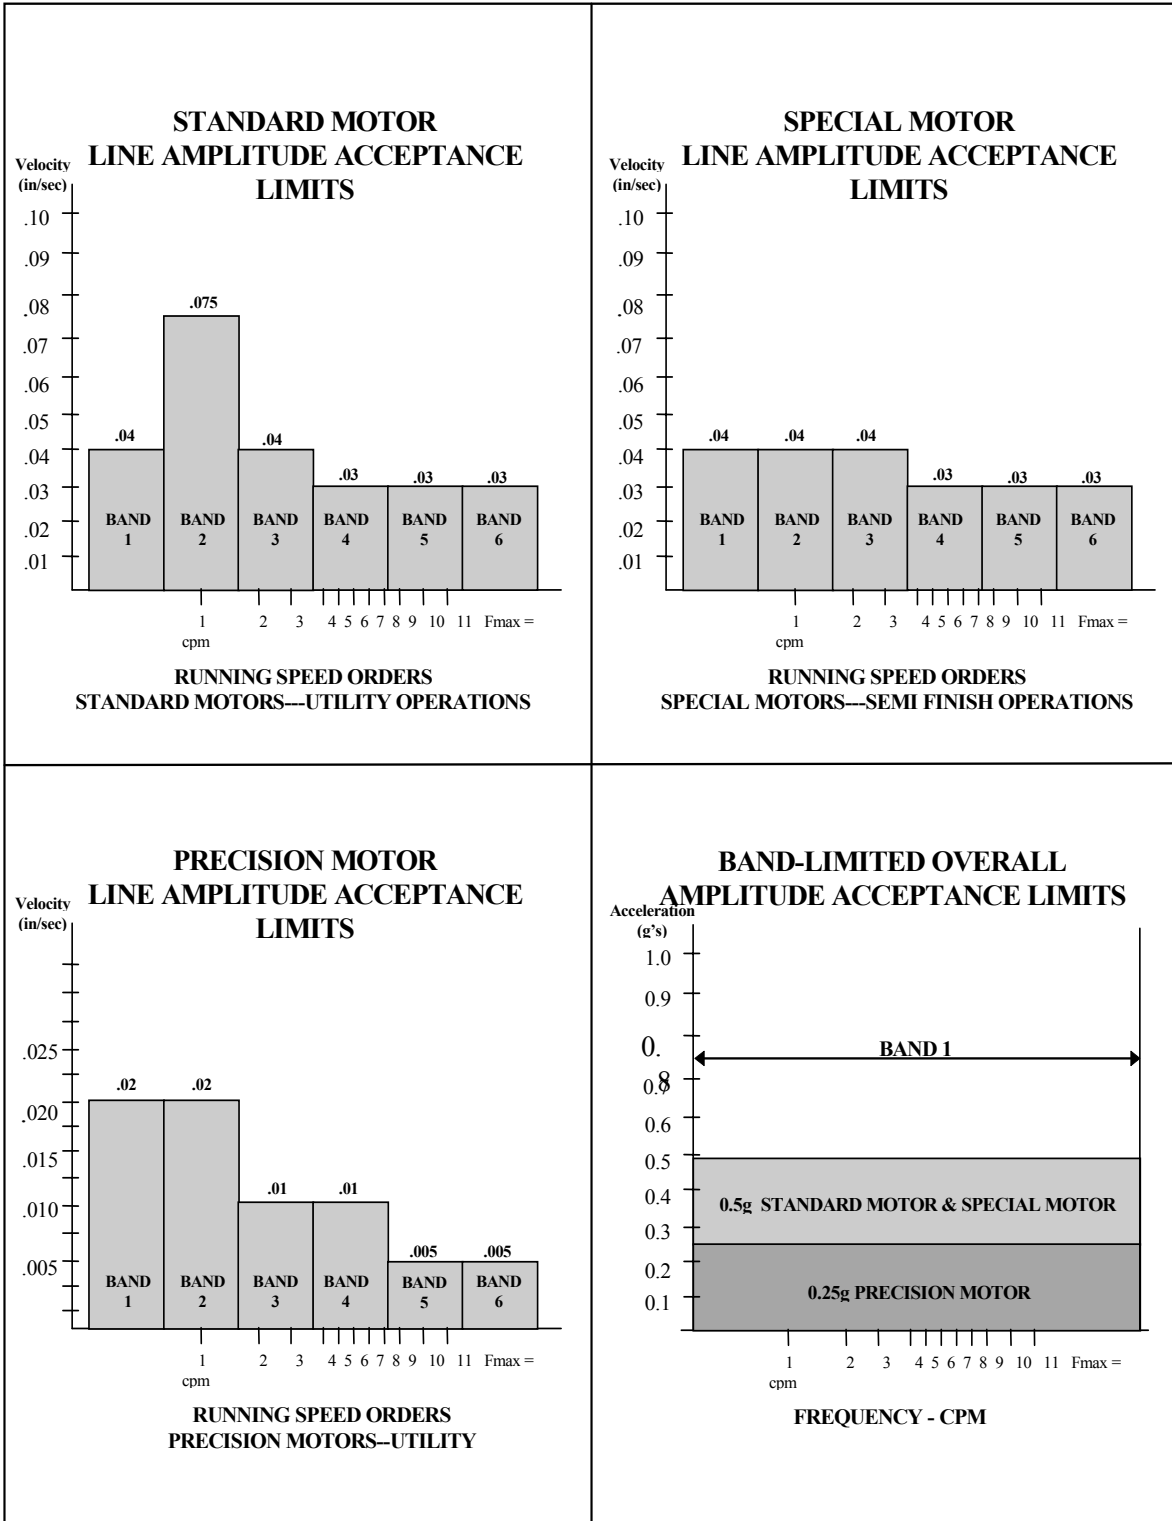 STANDARD MOTOR
LINE AMPLITUDE ACCEPTANCE
LIMITS
Velocity
(in/sec)
.10
.09
.08
.07
.06
.05
.04
.03
.02
.01
.04
.075
.04
.03
.03
.03
BAND
1
BAND
2
BAND
3
BAND
4
BAND
5
BAND
6
1 2 3 4 5 6 7 8 9 10 11 Fmax =
cpm
RUNNING SPEED ORDERS
STANDARD MOTORS---UTILITY OPERATIONS
SPECIAL MOTOR
LINE AMPLITUDE ACCEPTANCE
LIMITS
Velocity
(in/sec)
.10
.09
.08
.07
.06
.05
.04
.03
.02
.01
.04
.04
.04
.03
.03
.03
BAND
1
BAND
2
BAND
3
BAND
4
BAND
5
BAND
6
1 2 3 4 5 6 7 8 9 10 11 Fmax =
cpm
RUNNING SPEED ORDERS
SPECIAL MOTORS---SEMI FINISH OPERATIONS
PRECISION MOTOR
LINE AMPLITUDE ACCEPTANCE
LIMITS
Velocity
(in/sec)
.025
.020
.015
.010
.005
.02
.02
.01
.01
.005
.005
BAND
1
BAND
2
BAND
3
BAND
4
BAND
5
BAND
6
1 2 3 4 5 6 7 8 9 10 11 Fmax =
cpm
RUNNING SPEED ORDERS
PRECISION MOTORS--UTILITY
BAND-LIMITED OVERALL
AMPLITUDE ACCEPTANCE LIMITS
Acceleration
(g's)
1.0
0.9
0.
8
0.7
0.6
0.5
0.4
0.3
0.2
0.1
BAND 1
0.5g STANDARD MOTOR & SPECIAL MOTOR
0.25g PRECISION MOTOR
1 2 3 4 5 6 7 8 9 10 11 Fmax =
cpm
FREQUENCY - CPM